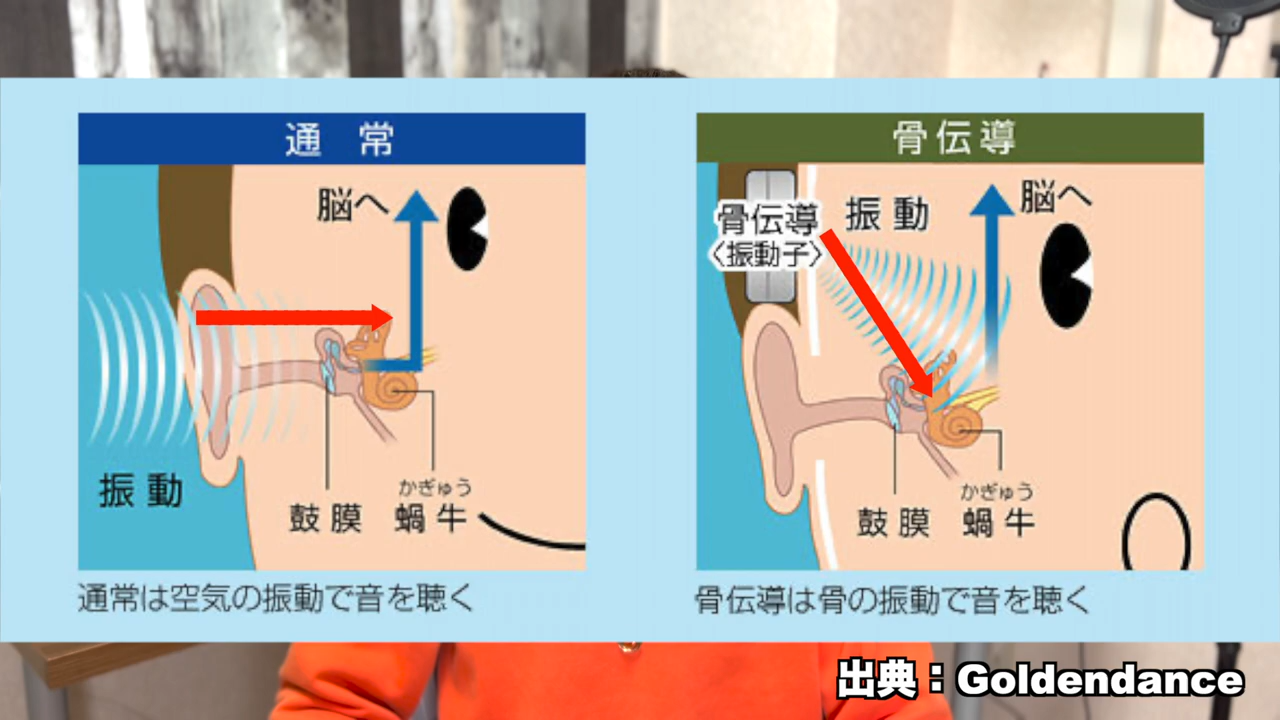 通常
脳へ
振動
鼓膜
かぎゅう
蝸牛
通常は空気の振動で音を聴く
骨伝導
骨伝導
〈振動子〉
振動
脳へ
鼓膜
かぎゅう
蝸牛
骨伝導は骨の振動で音を聴く
出典：Goldendance